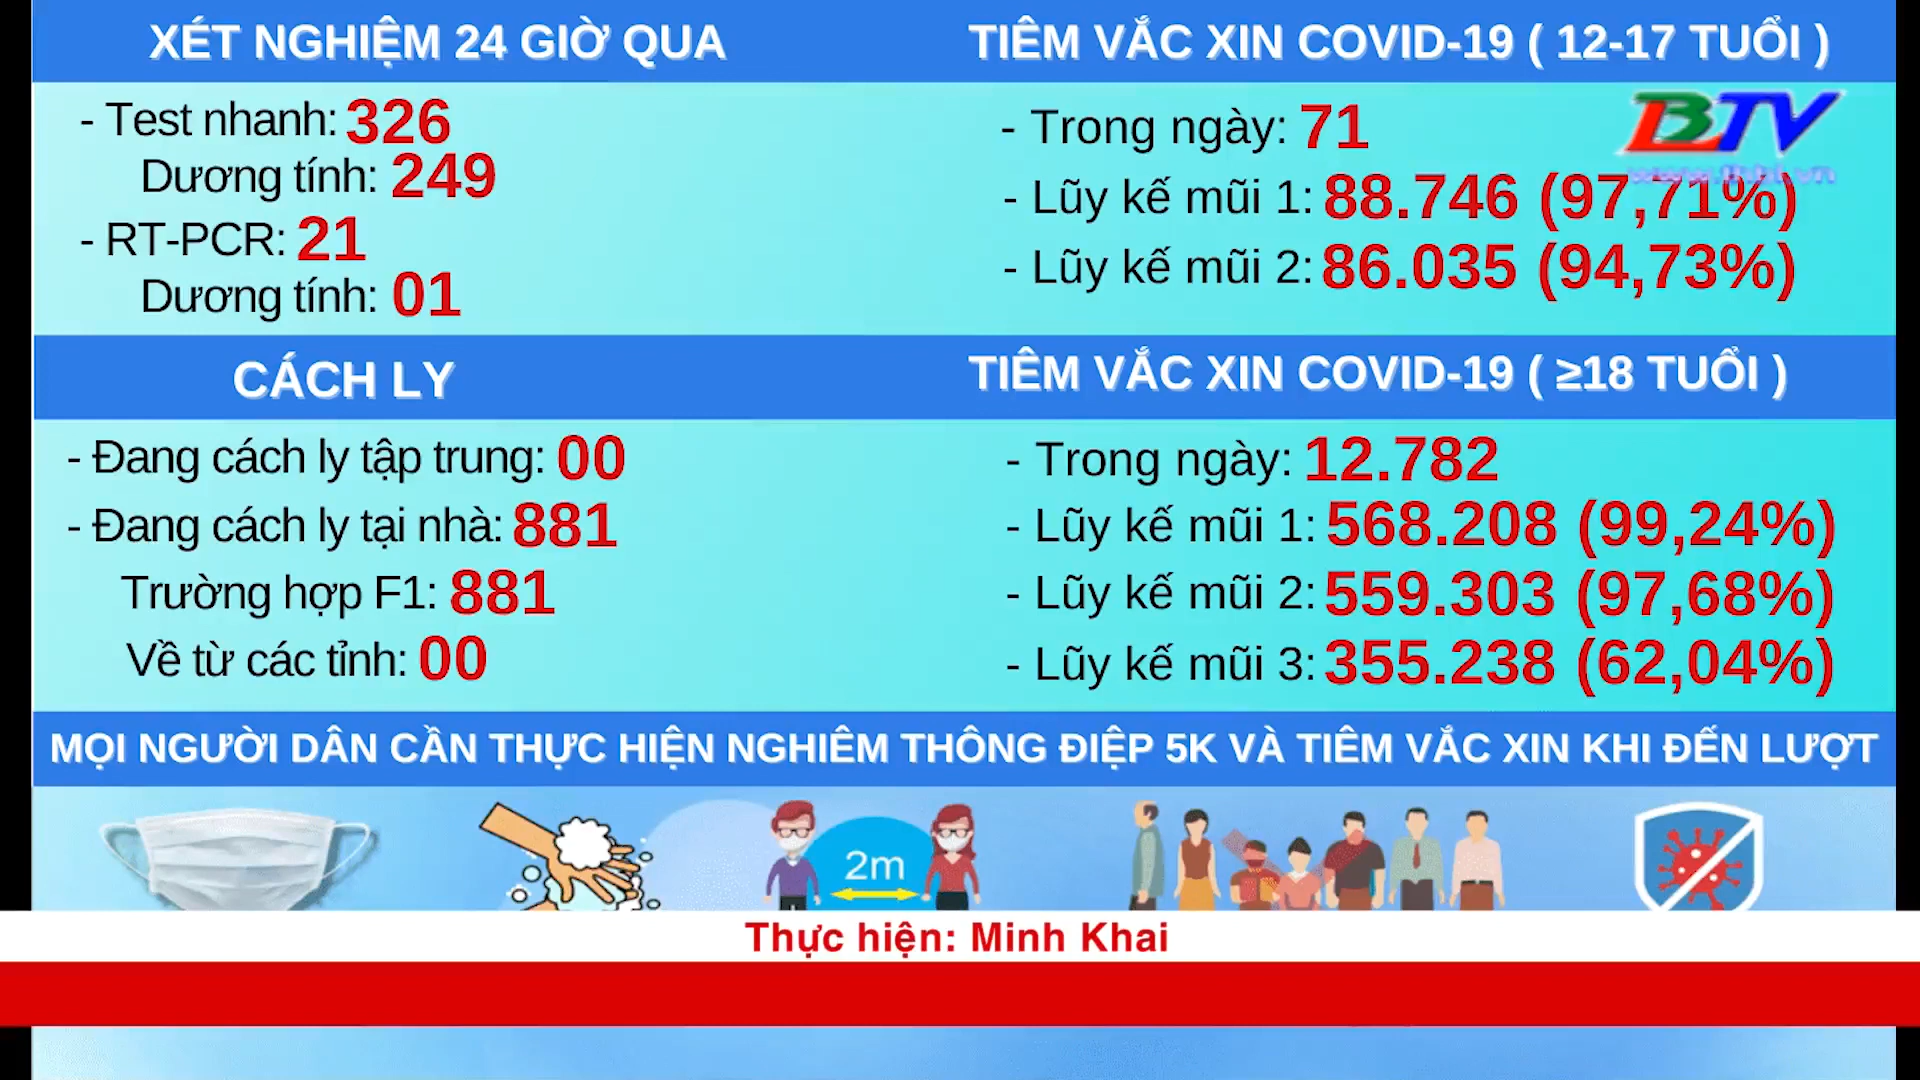 XÉT NGHIỆM 24 GIỜ QUA
- Test nhanh: 326
Dương tính: 249
- RT-PCR: 21
Dương tính: 01
TIÊM VẮC XIN COVID-19 ( 12-17 TUỔI )
- Trong ngày: 71
- Lũy kế mũi 1: 88.746 (97,71%)
- Lũy kế mũi 2: 86.035 (94,73%)
BTV
CÁCH LY
- Đang cách ly tập trung: 00
- Đang cách ly tại nhà: 881
Trường hợp F1: 881
Về từ các tỉnh: 00
TIÊM VẮC XIN COVID-19 ( ≥18 TUỔI )
- Trong ngày: 12.782
- Lũy kế mũi 1: 568.208 (99,24%)
- Lũy kế mũi 2: 559.303 (97,68%)
- Lũy kế mũi 3: 355.238 (62,04%)
MỌI NGƯỜI DÂN CẦN THỰC HIỆN NGHIÊM THÔNG ĐIỆP 5K VÀ TIÊM VẮC XIN KHI ĐẾN LƯỢT
2m
Thực hiện: Minh Khai